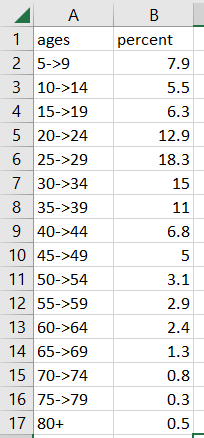 A B
1 ages percent
2 5->9 7.9
3 10->14 5.5
4 15->19 6.3
5 20->24 12.9
6 25->29 18.3
7 30->34 15
8 35->39 11
9 40->44 6.8
10 45->49 5
11 50->54 3.1
12 55->59 2.9
13 60->64 2.4
14 65->69 1.3
15 70->74 0.8
16 75->79 0.3
17 80+ 0.5